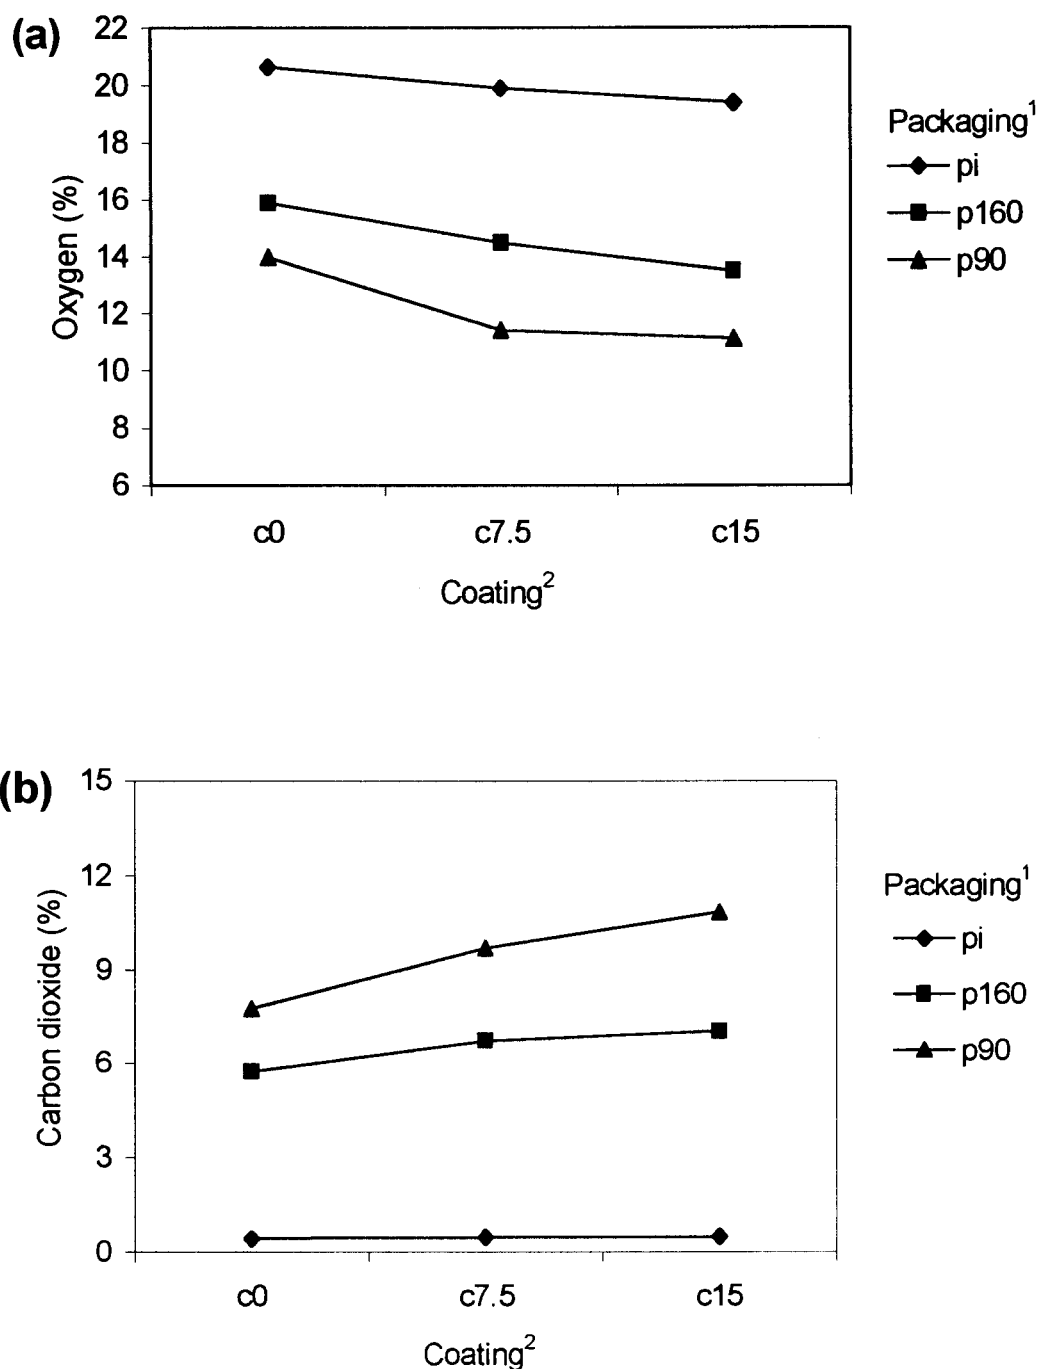 (a)
22
20
18
16
14
12
10
8
6
Oxygen (%)
c0 c7.5 c15
Coating²
Packaging¹
pi
p160
p90
(b)
15
12
9
6
3
0
Carbon dioxide (%)
c0 c7.5 c15
Coating²
Packaging¹
pi
p160
p90